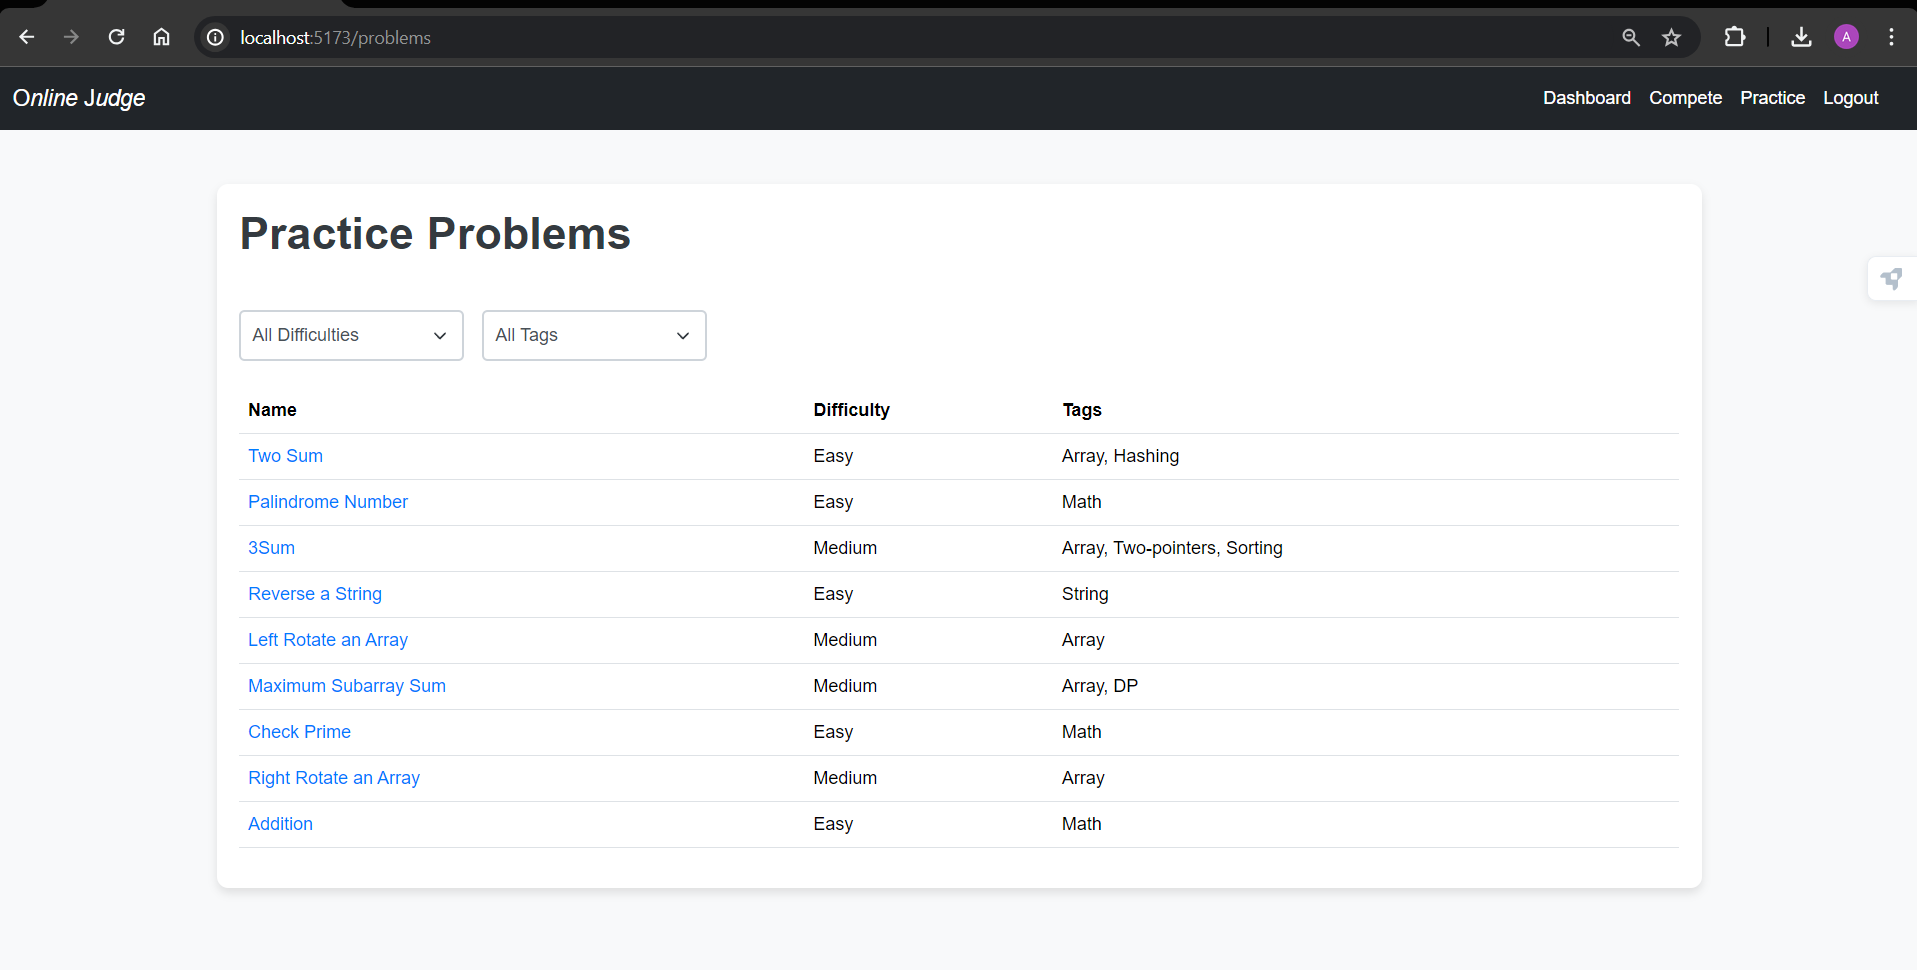 localhost:5173/problems
A
Online Judge
Dashboard Compete Practice Logout
Practice Problems
All Difficulties All Tags
Name Difficulty Tags
Two Sum Easy Array, Hashing
Palindrome Number Easy Math
3Sum Medium Array, Two-pointers, Sorting
Reverse a String Easy String
Left Rotate an Array Medium Array
Maximum Subarray Sum Medium Array, DP
Check Prime Easy Math
Right Rotate an Array Medium Array
Addition Easy Math